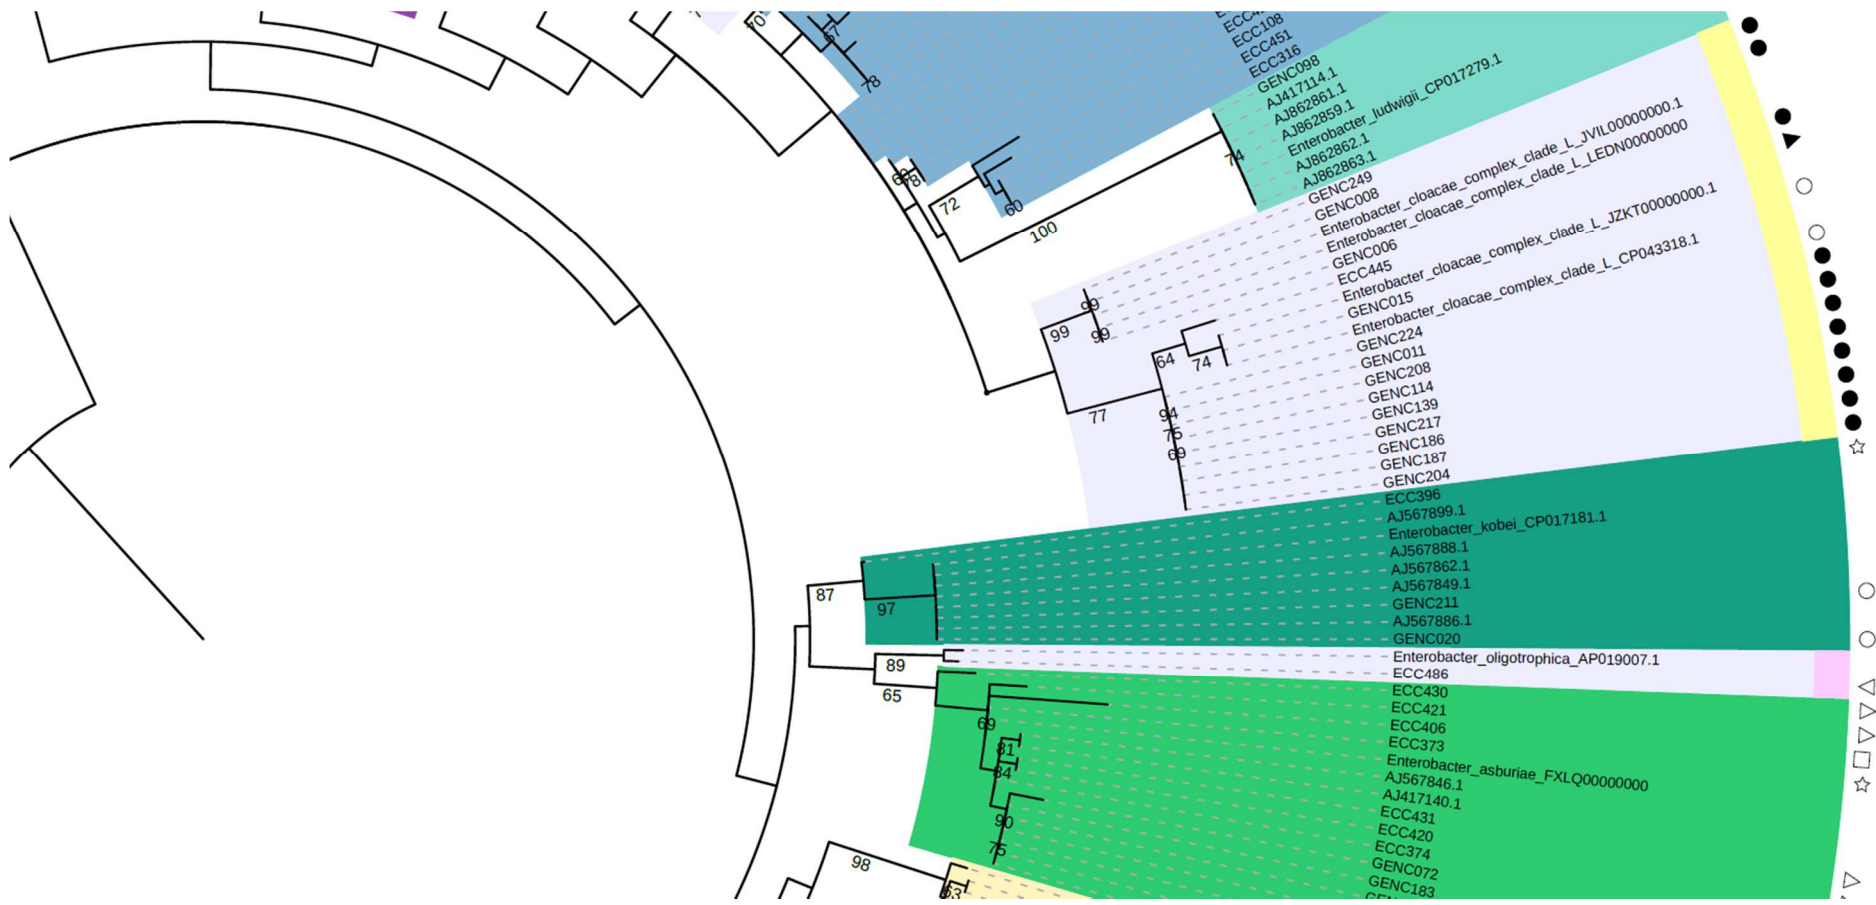 70
67
78
ECC108
ECC451
ECC316
GENC098
AJ417114.1
AJ862861.1
AJ862859.1
Enterobacter_ludwigii_CP017279.1
AJ862862.1
AJ862863.1
74
72
60
100
GENC249
GENC008
Enterobacter_cloacae_complex_clade_L_JVIL00000000.1
Enterobacter_cloacae_complex_clade_L_LEDN00000000
GENC006
ECC445
Enterobacter_cloacae_complex_clade_L_JZKT00000000.1
GENC015
Enterobacter_cloacae_complex_clade_L_CP043318.1
GENC224
GENC011
GENC208
GENC114
GENC139
GENC217
GENC186
GENC187
GENC204
99
99
99
64
74
77
94
75
69
ECC396
AJ567899.1
Enterobacter_kobei_CP017181.1
AJ567888.1
AJ567862.1
AJ567849.1
GENC211
AJ567886.1
GENC020
87
97
Enterobacter_oligotrophica_AP019007.1
ECC486
89
65
ECC430
ECC421
ECC406
ECC373
Enterobacter_asburiae_FXLQ00000000
AJ567846.1
AJ417140.1
ECC431
ECC420
ECC374
GENC072
GENC183
69
81
84
90
75
98
63